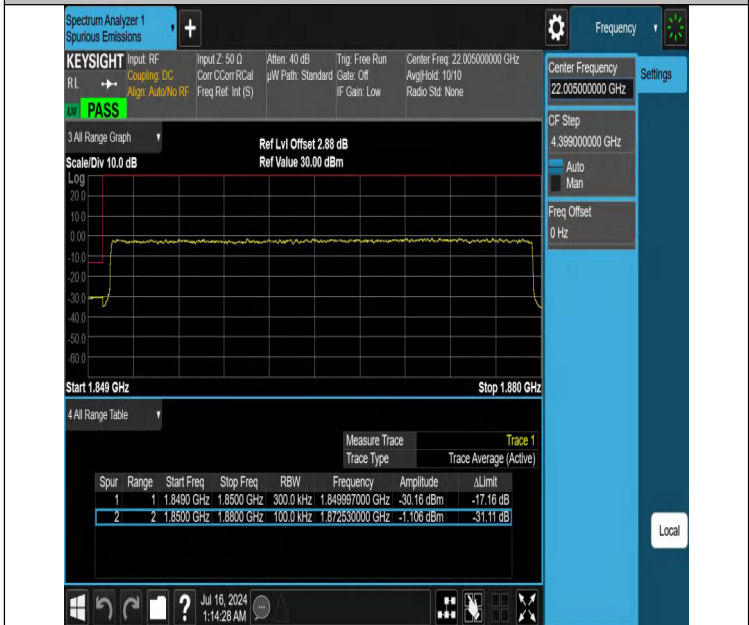 Spectrum Analyzer 1
Spurious Emissions
+
Frequency
KEYSIGHT Input: RF Input Z: 50 Ω Atten: 40 dB Trig: Free Run Center Freq: 22.005000000 GHz
RL Coupling: DC Corr CCorr RCal µW Path: Standard Gate: Off Avg|Hold: 10/10
Align: Auto/No RF Freq Ref: Int (S) IF Gain: Low Radio Std: None
LXI PASS
Center Frequency
22.005000000 GHz
Settings
CF Step
4.399000000 GHz
Auto
Man
Freq Offset
0 Hz
3 All Range Graph
Ref Lvl Offset 2.88 dB
Scale/Div 10.0 dB Ref Value 30.00 dBm
Log
20.0
10.0
0.00
-10.0
-20.0
-30.0
-40.0
-50.0
-60.0
Start 1.849 GHz Stop 1.880 GHz
4 All Range Table
Measure Trace Trace 1
Trace Type Trace Average (Active)
Spur Range Start Freq Stop Freq RBW Frequency Amplitude ΔLimit
1 1 1.8490 GHz 1.8500 GHz 300.0 kHz 1.849997000 GHz -30.16 dBm -17.16 dB
2 2 1.8500 GHz 1.8800 GHz 100.0 kHz 1.872530000 GHz -1.106 dBm -31.11 dB
Local
? Jul 16, 2024
1:14:28 AM